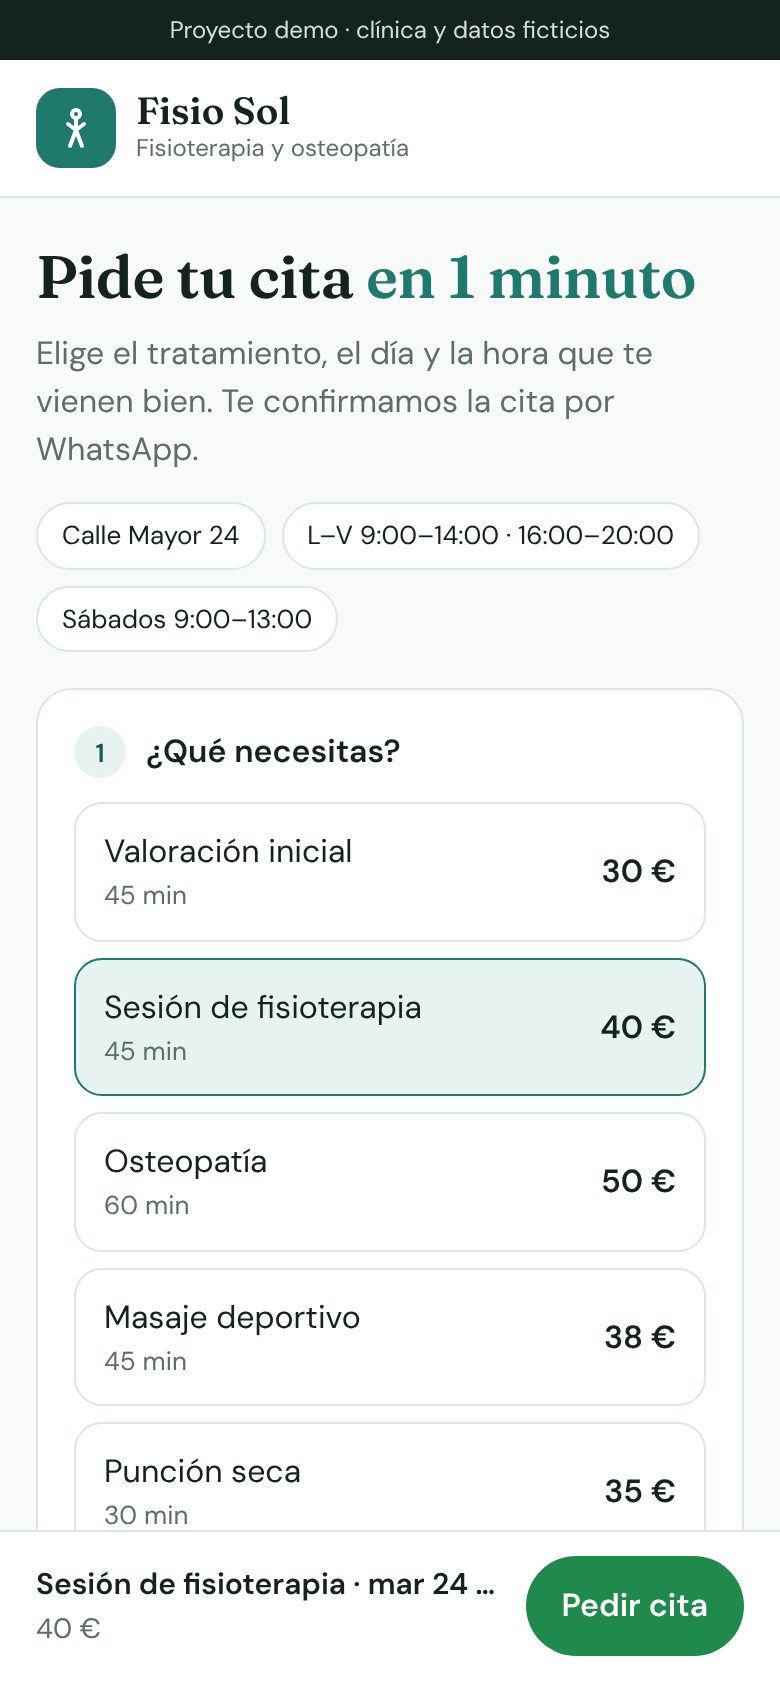 Proyecto demo · clínica y datos ficticios
Fisio Sol
Fisioterapia y osteopatía
Pide tu cita en 1 minuto
Elige el tratamiento, el día y la hora que te
vienen bien. Te confirmamos la cita por
WhatsApp.
Calle Mayor 24
L–V 9:00–14:00 · 16:00–20:00
Sábados 9:00–13:00
1 ¿Qué necesitas?
Valoración inicial
45 min
30 €
Sesión de fisioterapia
45 min
40 €
Osteopatía
60 min
50 €
Masaje deportivo
45 min
38 €
Punción seca
30 min
35 €
Sesión de fisioterapia · mar 24 ...
40 €
Pedir cita